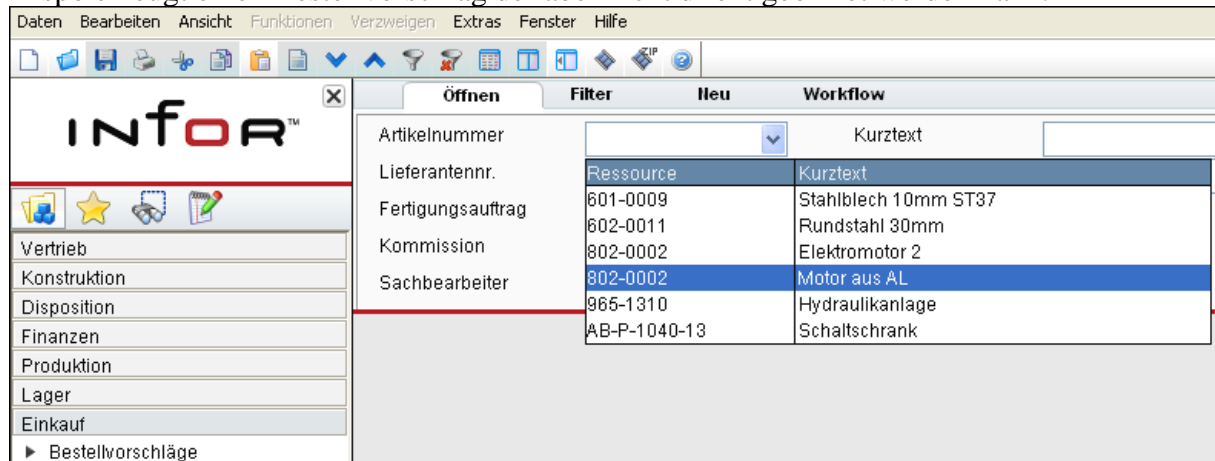 Daten Bearbeiten Ansicht Funktionen Verzweigen Extras Fenster Hilfe
IP
Öffnen Filter Neu Workflow
infor™
Artikelnummer Kurztext
Lieferantennr.
Fertigungsauftrag
Kommission
Sachbearbeiter
Ressource Kurztext
601-0009 Stahlblech 10mm ST37
602-0011 Rundstahl 30mm
802-0002 Elektromotor 2
802-0002 Motor aus AL
965-1310 Hydraulikanlage
AB-P-1040-13 Schaltschrank
Vertrieb
Konstruktion
Disposition
Finanzen
Produktion
Lager
Einkauf
Bestellvorschläge